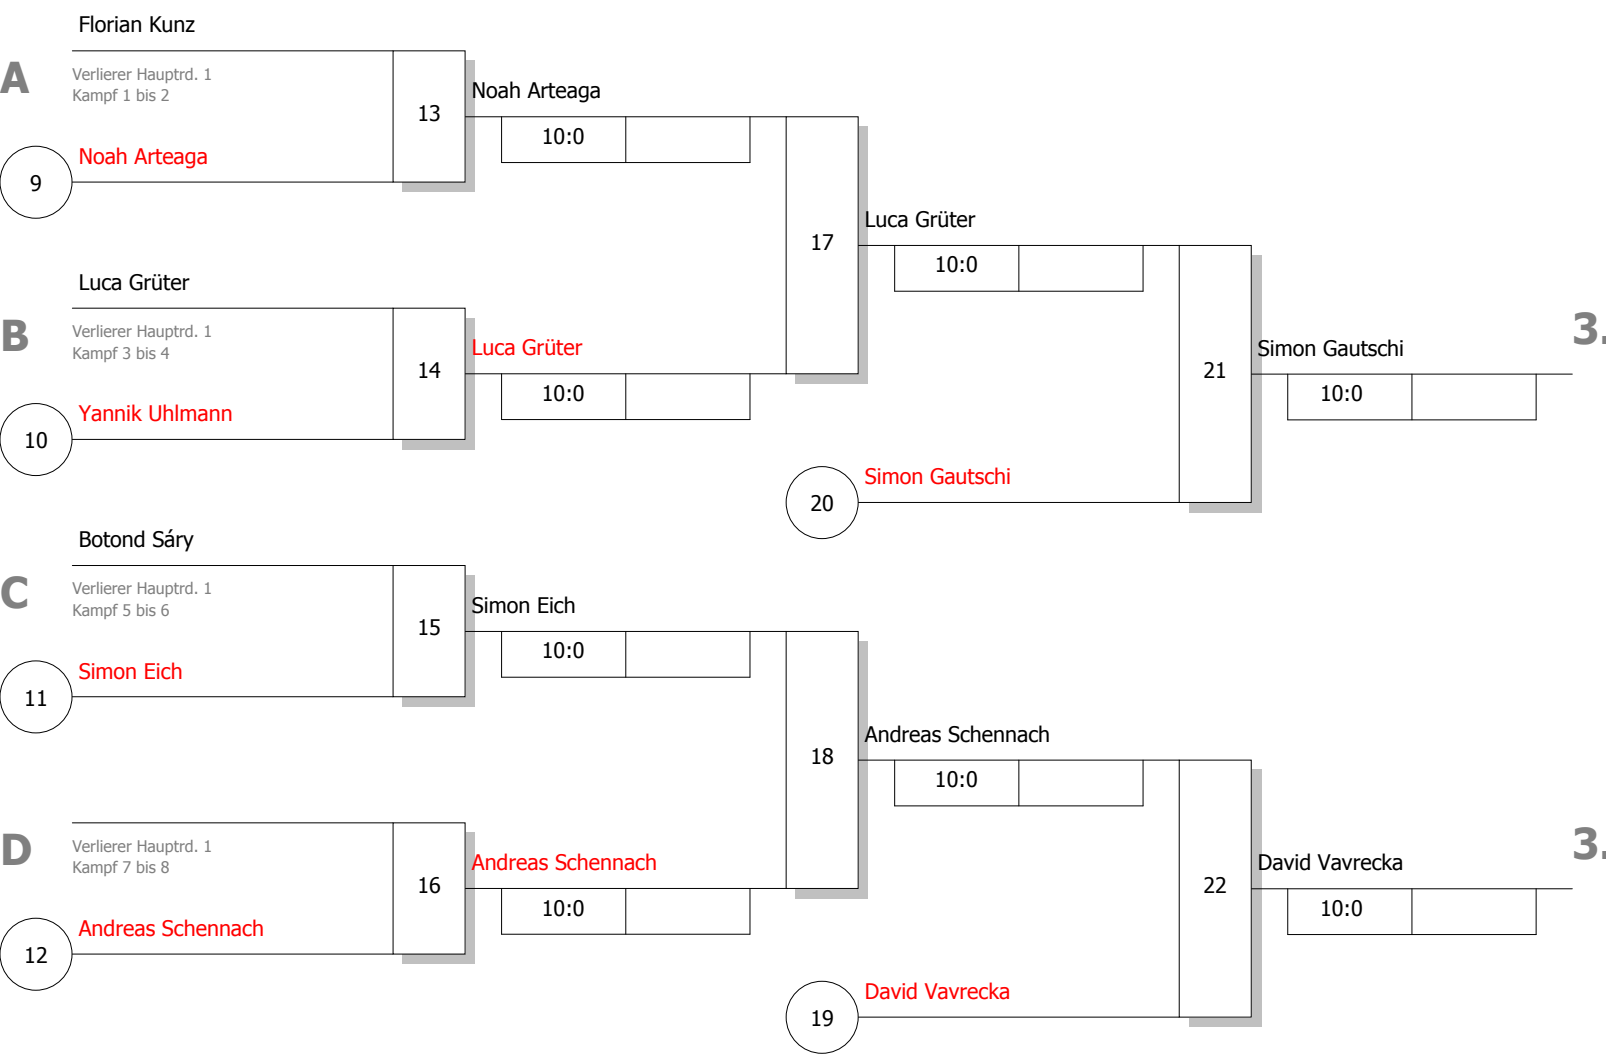 Florian Kunz
A
Verlierer Hauptrd. 1
Kampf 1 bis 2
13
Noah Arteaga
10:0
Noah Arteaga
9
17
Luca Grüter
10:0
Luca Grüter
B
Verlierer Hauptrd. 1
Kampf 3 bis 4
14
Luca Grüter
10:0
Yannik Uhlmann
10
21
Simon Gautschi
10:0
3.
Simon Gautschi
20
Botond Sáry
C
Verlierer Hauptrd. 1
Kampf 5 bis 6
15
Simon Eich
10:0
Simon Eich
11
18
Andreas Schennach
10:0
D
Verlierer Hauptrd. 1
Kampf 7 bis 8
16
Andreas Schennach
10:0
Andreas Schennach
12
22
David Vavrecka
10:0
3.
David Vavrecka
19